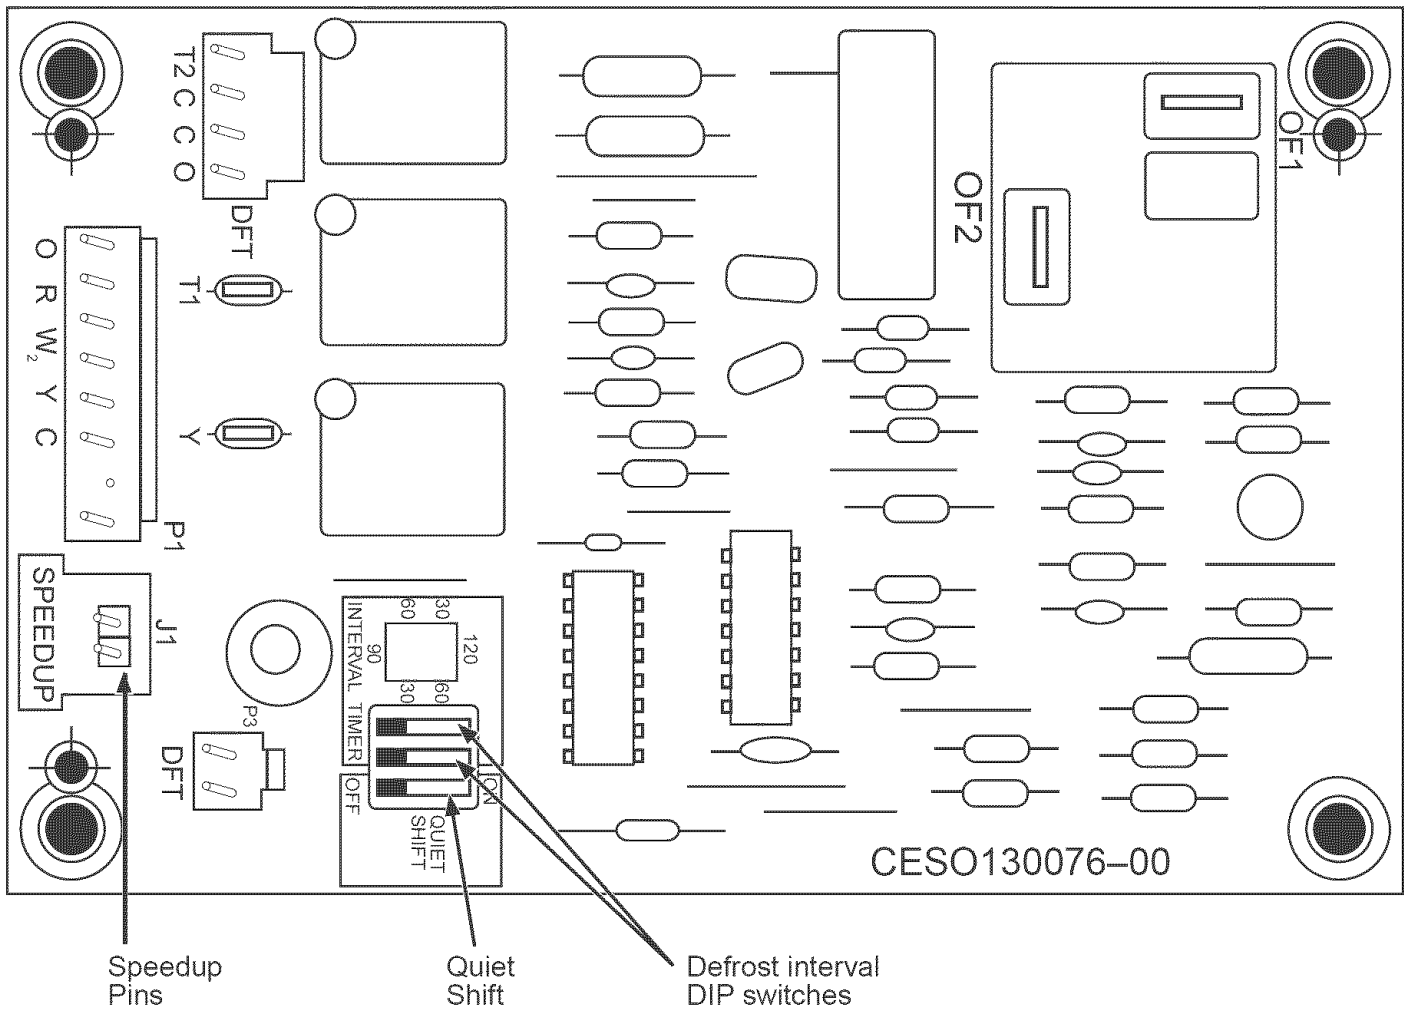 T2 C C O
DFT
OF1
OF2
O R W2 Y C
T1
Y
P1
SPEEDUP
J1
INTERVAL TIMER
60 30
90 120
30 60
P3
DFT
OFF
ON
QUIET
SHIFT
CESO130076–00
Speedup
Pins
Quiet
Shift
Defrost interval
DIP switches